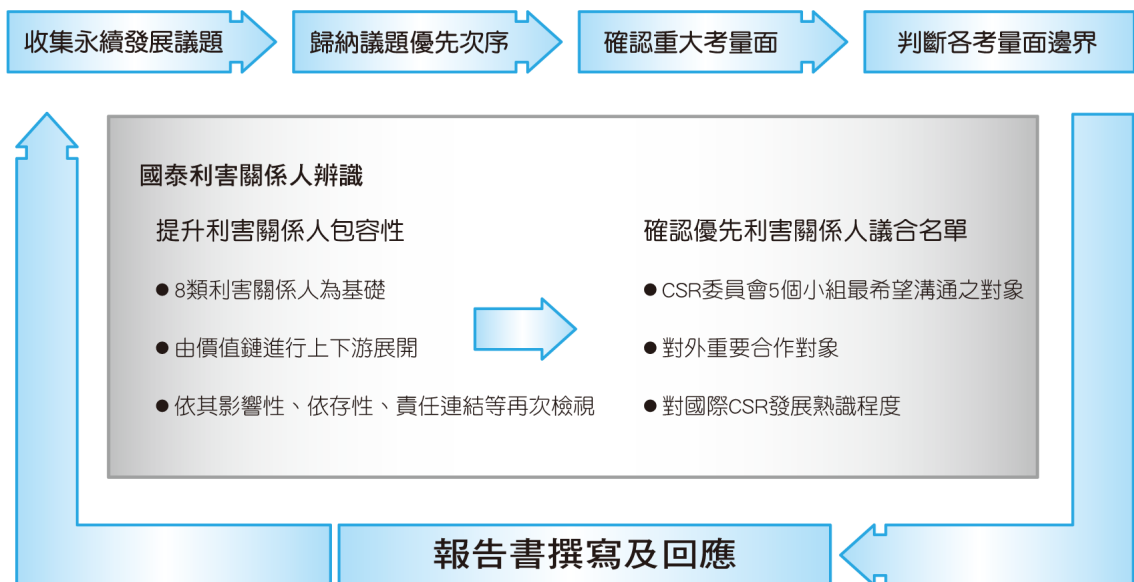 收集永續發展議題
歸納議題優先次序
確認重大考量面
判斷各考量面邊界
國泰利害關係人辨識
提升利害關係人包容性
●8類利害關係人為基礎
●由價值鏈進行上下游展開
●依其影響性、依存性、責任連結等再次檢視
確認優先利害關係人議合名單
●CSR委員會5個小組最希望溝通之對象
●對外重要合作對象
●對國際CSR發展熟識程度
報告書撰寫及回應